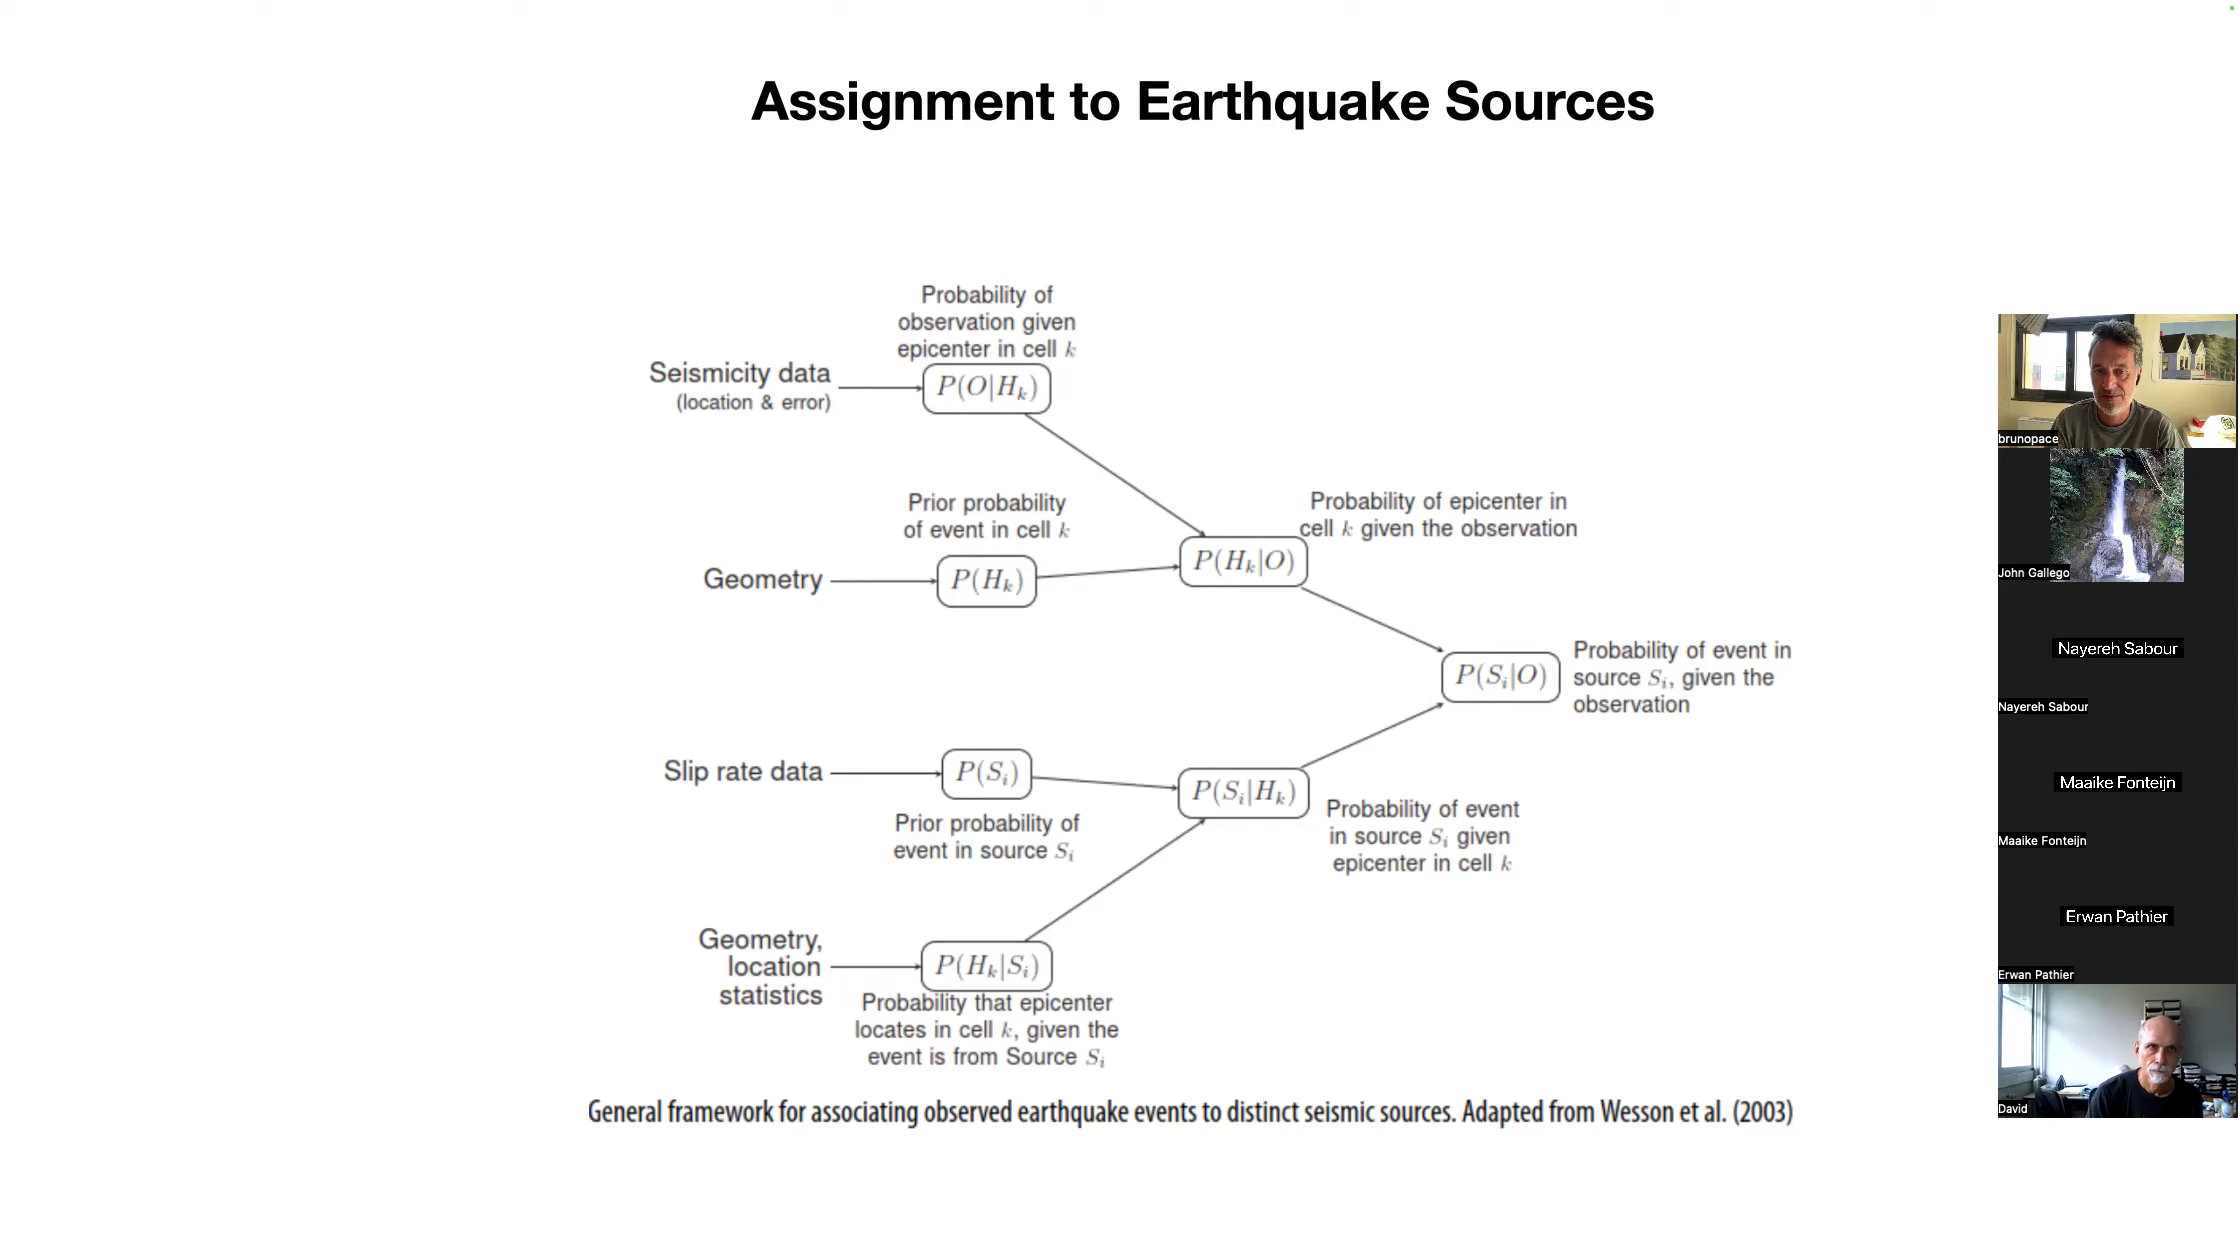 Assignment to Earthquake Sources
Probability of
observation given
epicenter in cell k
Seismicity data
(location & error)
P(O|H_k)
Prior probability
of event in cell k
Geometry
P(H_k)
Probability of epicenter in
cell k given the observation
P(H_k|O)
Probability of event in
source S_i, given the
observation
P(S_i|O)
Slip rate data
P(S_i)
Prior probability of
event in source S_i
P(S_i|H_k)
Probability of event
in source S_i given
epicenter in cell k
Geometry,
location
statistics
P(H_k|S_i)
Probability that epicenter
locates in cell k, given the
event is from Source S_i
General framework for associating observed earthquake events to distinct seismic sources. Adapted from Wesson et al. (2003)
brunopace
John Gallego
Nayereh Sabour
Nayereh Sabour
Maaike Fonteijn
Maaike Fonteijn
Erwan Pathier
Erwan Pathier
David